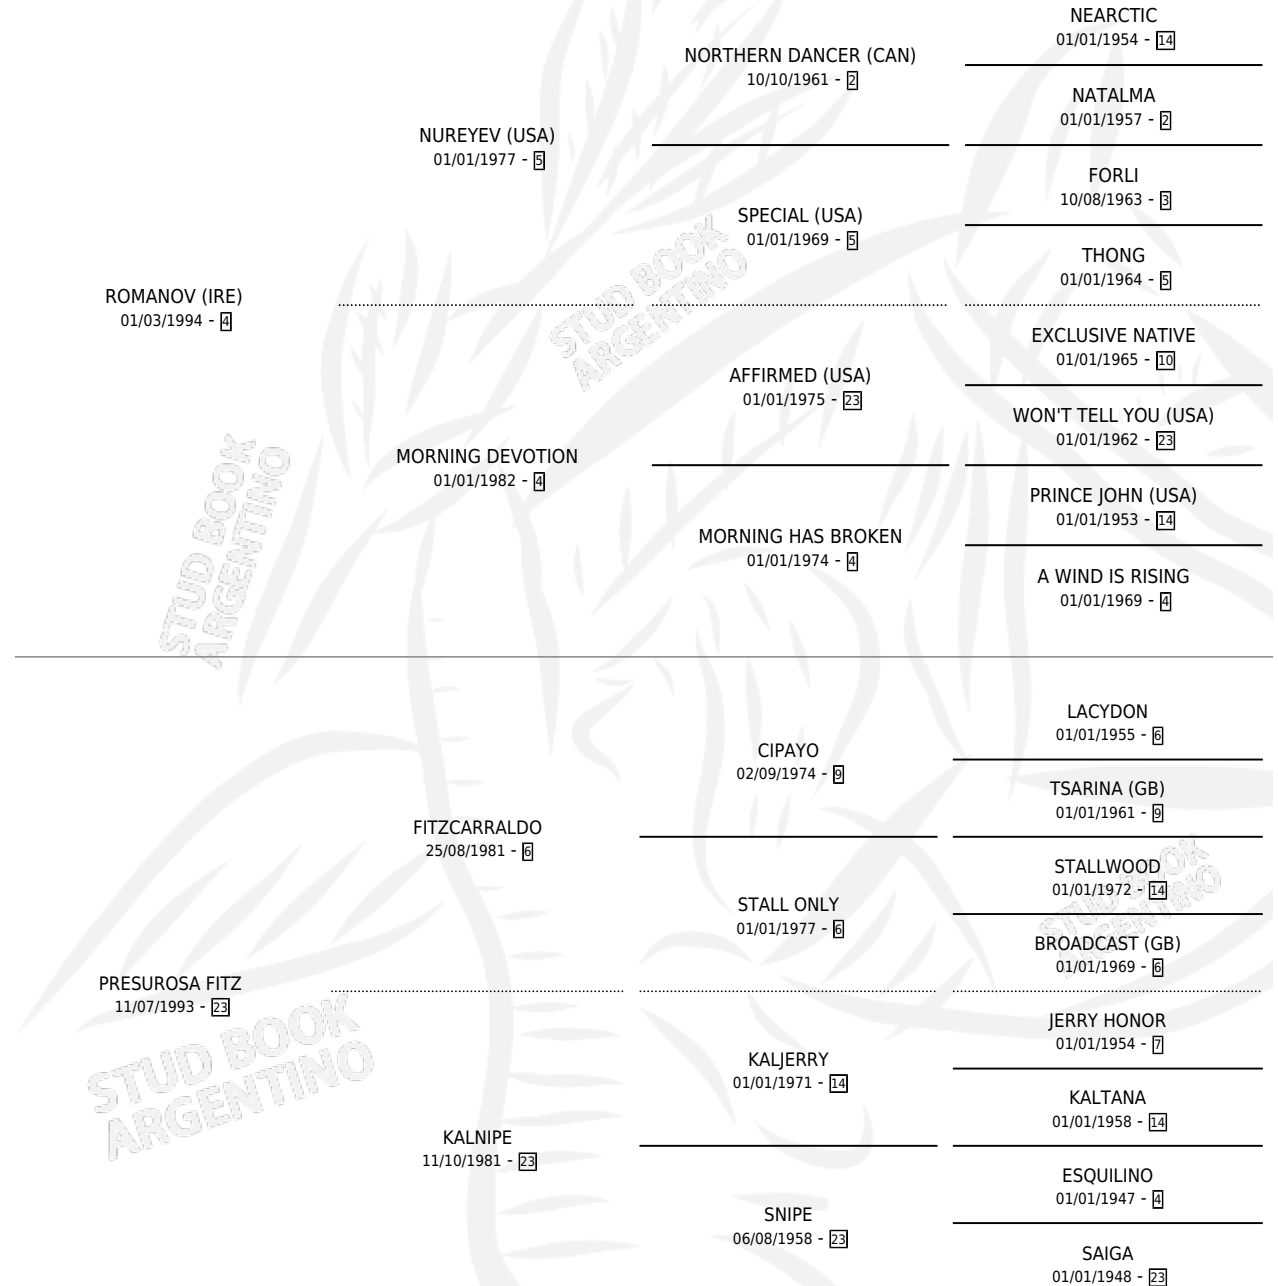 NEARCTIC
01/01/1954 - 14
NORTHERN DANCER (CAN)
10/10/1961 - 2
NATALMA
01/01/1957 - 2
NUREYEV (USA)
01/01/1977 - 5
FORLI
10/08/1963 - 3
SPECIAL (USA)
01/01/1969 - 5
THONG
01/01/1964 - 5
ROMANOV (IRE)
01/03/1994 - 4
EXCLUSIVE NATIVE
01/01/1965 - 10
AFFIRMED (USA)
01/01/1975 - 23
WON'T TELL YOU (USA)
01/01/1962 - 23
MORNING DEVOTION
01/01/1982 - 4
PRINCE JOHN (USA)
01/01/1953 - 14
MORNING HAS BROKEN
01/01/1974 - 4
A WIND IS RISING
01/01/1969 - 4
LACYDON
01/01/1955 - 6
CIPAYO
02/09/1974 - 9
TSARINA (GB)
01/01/1961 - 9
FITZCARRALDO
25/08/1981 - 6
STALLWOOD
01/01/1972 - 14
STALL ONLY
01/01/1977 - 6
BROADCAST (GB)
01/01/1969 - 6
PRESUROSA FITZ
11/07/1993 - 23
JERRY HONOR
01/01/1954 - 7
KALJERRY
01/01/1971 - 14
KALTANA
01/01/1958 - 14
KALNIPE
11/10/1981 - 23
ESQUILINO
01/01/1947 - 4
SNIPE
06/08/1958 - 23
SAIGA
01/01/1948 - 23
STUD BOOK
ARGENTINO
STUD BOOK
ARGENTINO
STUD BOOK
ARGENTINO
STUD BOOK
ARGENTINO